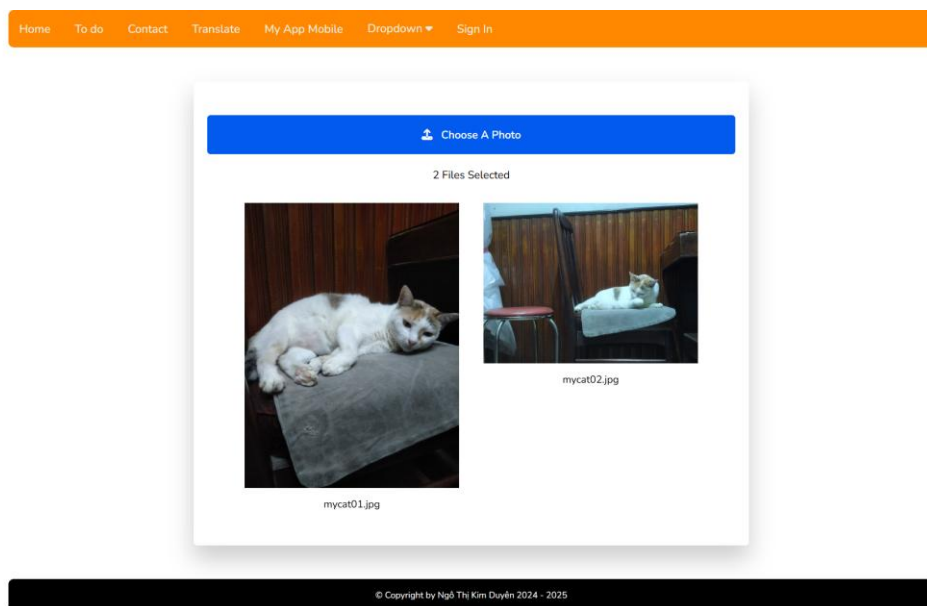 Home To do Contact Translate My App Mobile Dropdown Sign In
Choose A Photo
2 Files Selected
mycat02.jpg
mycat01.jpg
© Copyright by Ngô Thị Kim Duyên 2024 - 2025